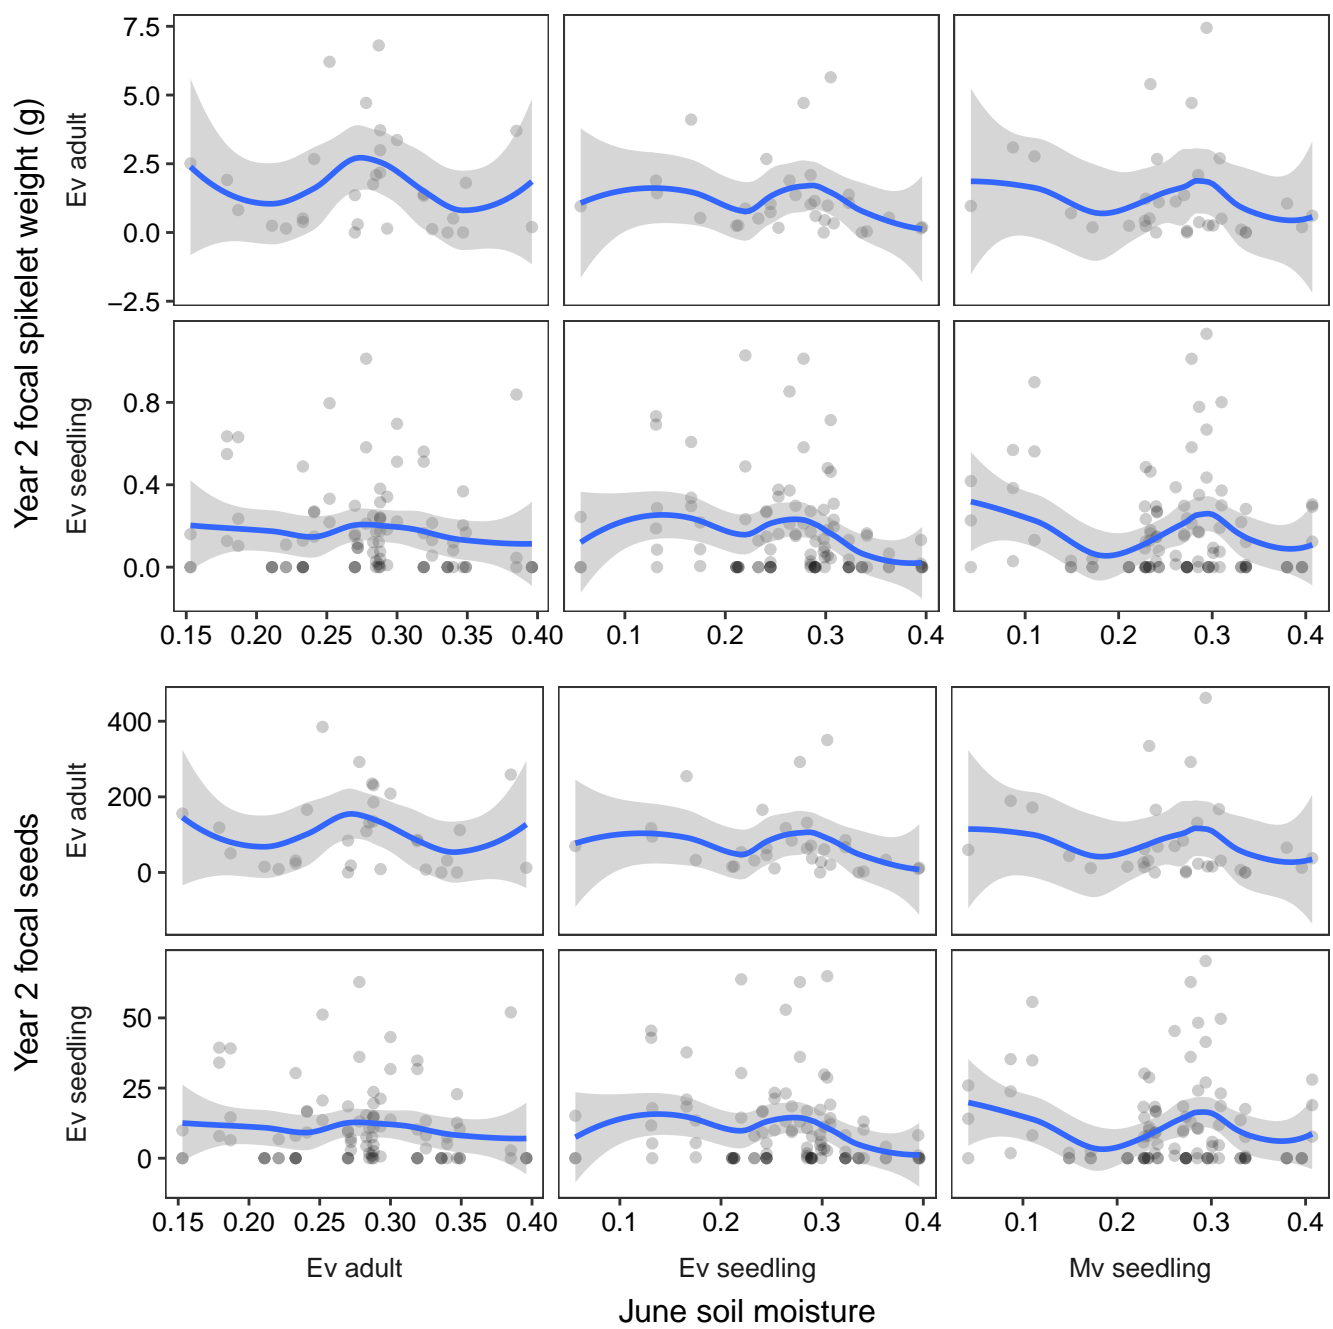 Year 2 focal spikelet weight (g)
Ev adult
7.5
5.0
2.5
0.0
−2.5
Ev seedling
0.8
0.4
0.0
0.15 0.20 0.25 0.30 0.35 0.40 0.1 0.2 0.3 0.4 0.1 0.2 0.3 0.4
Year 2 focal seeds
Ev adult
400
200
0
Ev seedling
50
25
0
0.15 0.20 0.25 0.30 0.35 0.40 0.1 0.2 0.3 0.4 0.1 0.2 0.3 0.4
Ev adult Ev seedling Mv seedling
June soil moisture